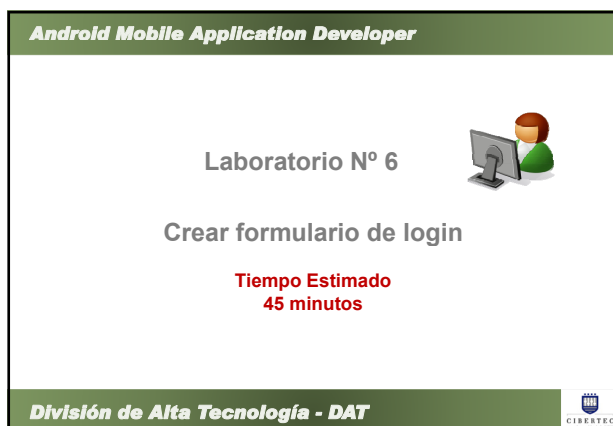 Android Mobile Application Developer
Laboratorio Nº 6
Crear formulario de login
Tiempo Estimado
45 minutos
División de Alta Tecnología - DAT
CIBERTEC